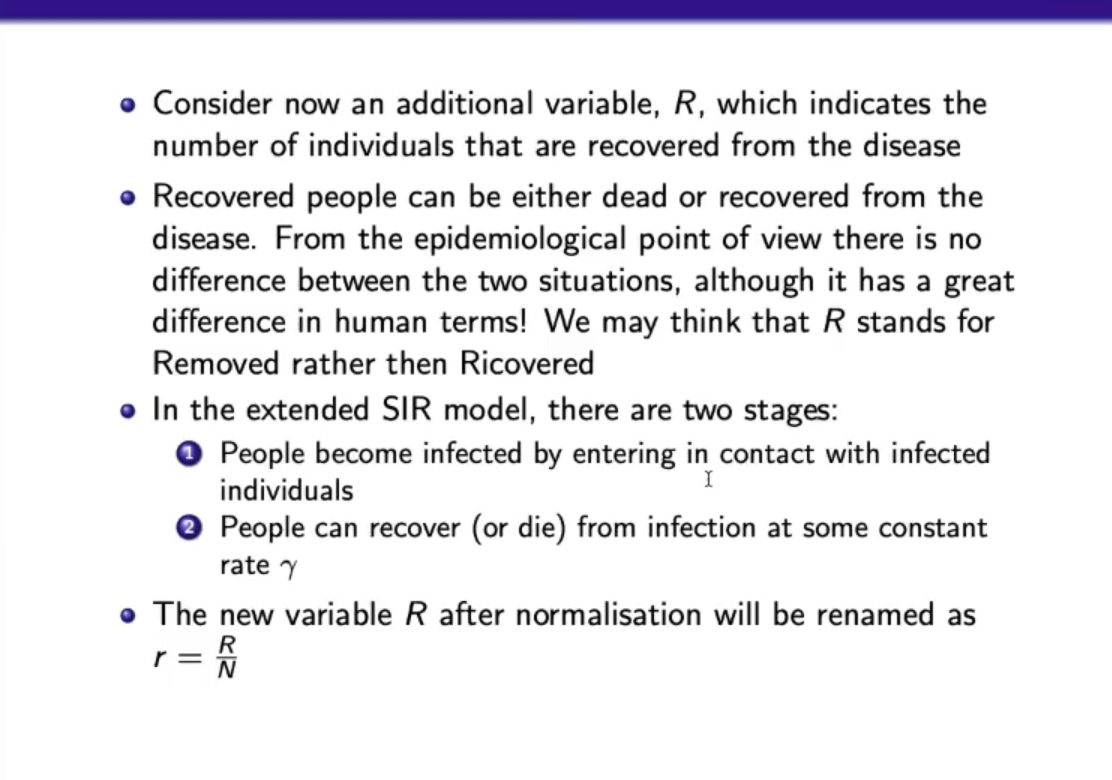 Consider now an additional variable, R, which indicates the
number of individuals that are recovered from the disease
Recovered people can be either dead or recovered from the
disease. From the epidemiological point of view there is no
difference between the two situations, although it has a great
difference in human terms! We may think that R stands for
Removed rather then Ricovered
In the extended SIR model, there are two stages:
1 People become infected by entering in contact with infected
individuals
2 People can recover (or die) from infection at some constant
rate γ
The new variable R after normalisation will be renamed as
r = R/N